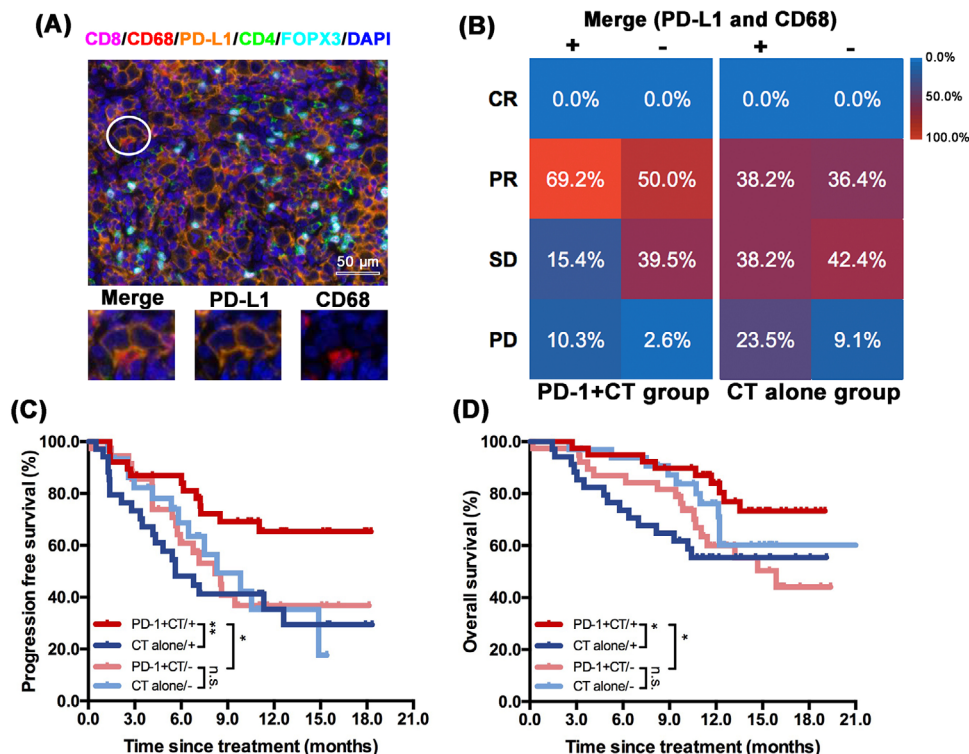 (A)
CD8/CD68/PD-L1/CD4/FOPX3/DAPI
50 μm
Merge PD-L1 CD68
(B)
Merge (PD-L1 and CD68)
+ - + -
0.0%
50.0%
100.0%
CR 0.0% 0.0% 0.0% 0.0%
PR 69.2% 50.0% 38.2% 36.4%
SD 15.4% 39.5% 38.2% 42.4%
PD 10.3% 2.6% 23.5% 9.1%
PD-1+CT group CT alone group
(C)
Progression free survival (%)
100.0
80.0
60.0
40.0
20.0
0.0
PD-1+CT/+
CT alone/+
PD-1+CT/-
CT alone/-
**
*
n.s.
0.0 3.0 6.0 9.0 12.0 15.0 18.0 21.0
Time since treatment (months)
(D)
Overall survival (%)
100.0
80.0
60.0
40.0
20.0
0.0
PD-1+CT/+
CT alone/+
PD-1+CT/-
CT alone/-
*
*
n.s.
0.0 3.0 6.0 9.0 12.0 15.0 18.0 21.0
Time since treatment (months)